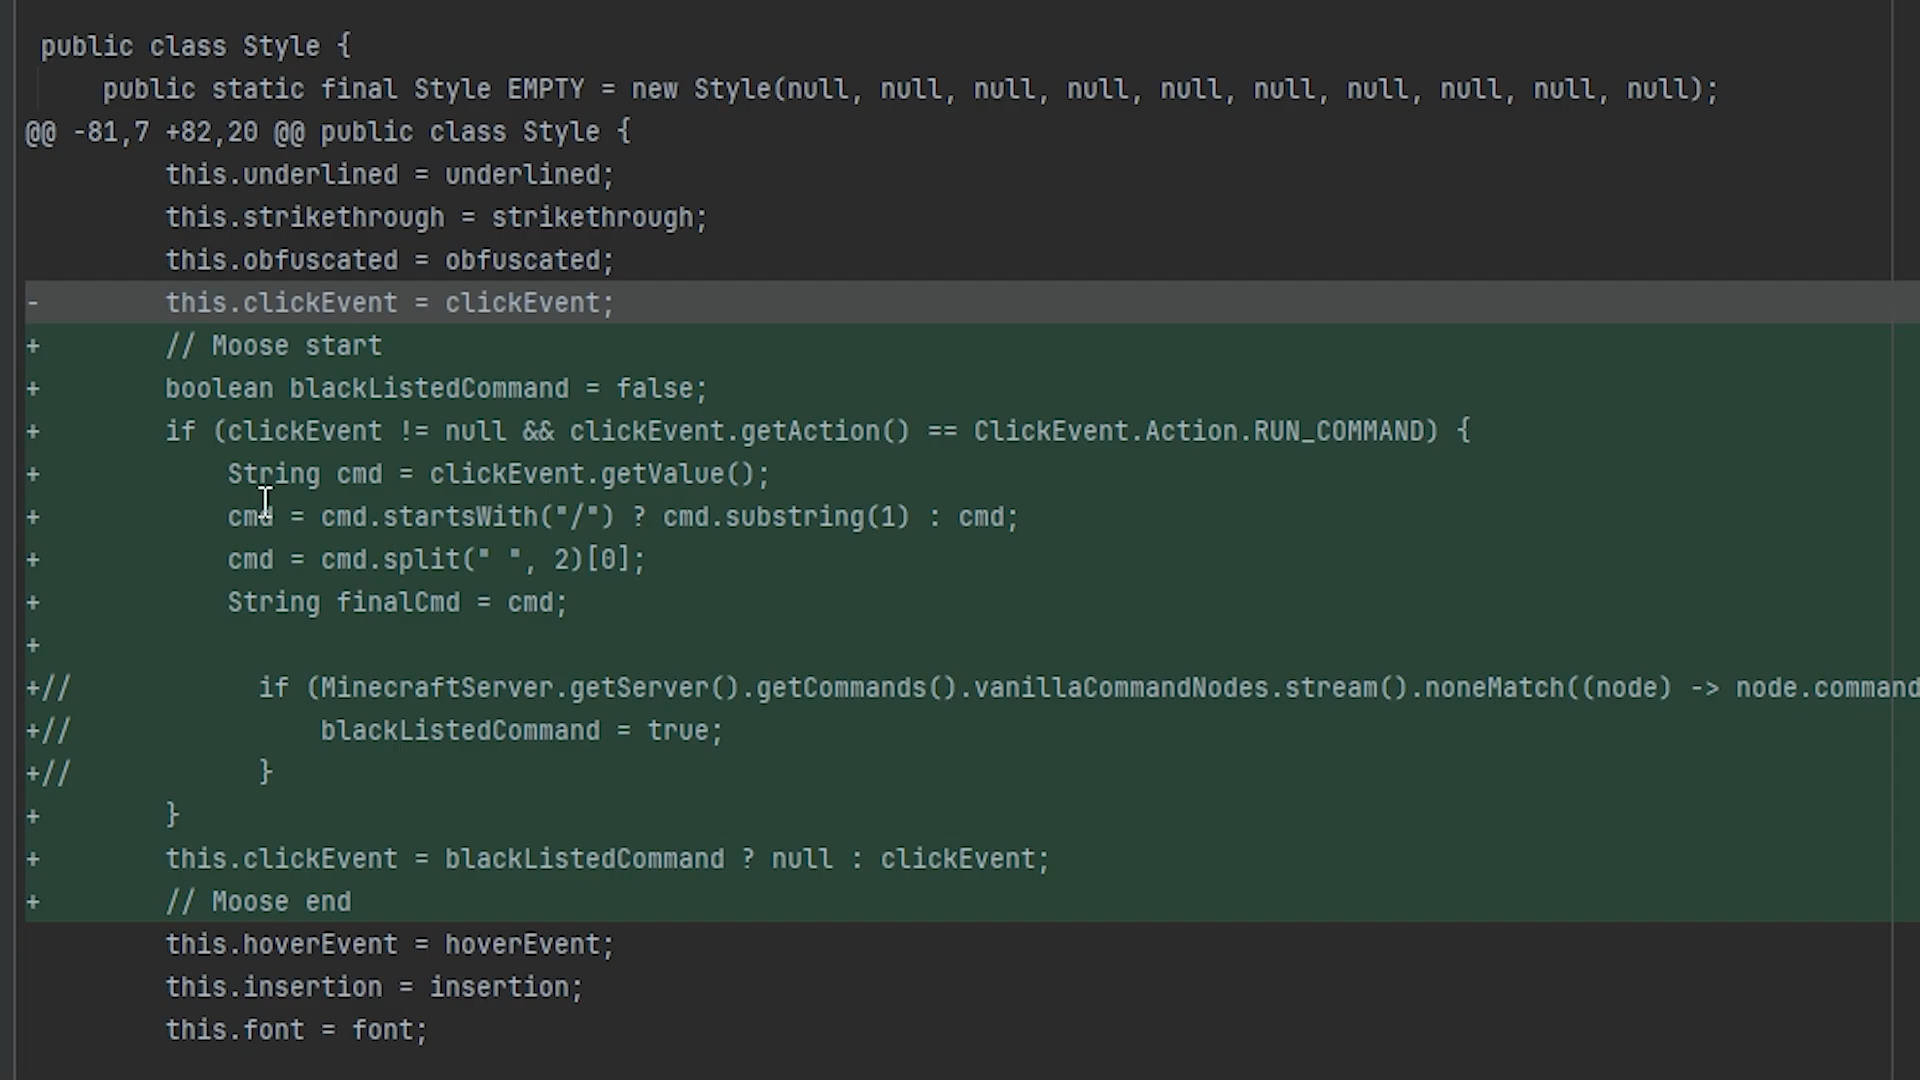 public class Style {
    public static final Style EMPTY = new Style(null, null, null, null, null, null, null, null, null, null);
@@ -81,7 +82,20 @@ public class Style {
        this.underlined = underlined;
        this.strikethrough = strikethrough;
        this.obfuscated = obfuscated;
-        this.clickEvent = clickEvent;
+        // Moose start
+        boolean blackListedCommand = false;
+        if (clickEvent != null && clickEvent.getAction() == ClickEvent.Action.RUN_COMMAND) {
+            String cmd = clickEvent.getValue();
+            cmd = cmd.startsWith("/") ? cmd.substring(1) : cmd;
+            cmd = cmd.split(" ", 2)[0];
+            String finalCmd = cmd;
+
+//            if (MinecraftServer.getServer().getCommands().vanillaCommandNodes.stream().noneMatch((node) -> node.command
+//                blackListedCommand = true;
+//            }
+        }
+        this.clickEvent = blackListedCommand ? null : clickEvent;
+        // Moose end
        this.hoverEvent = hoverEvent;
        this.insertion = insertion;
        this.font = font;